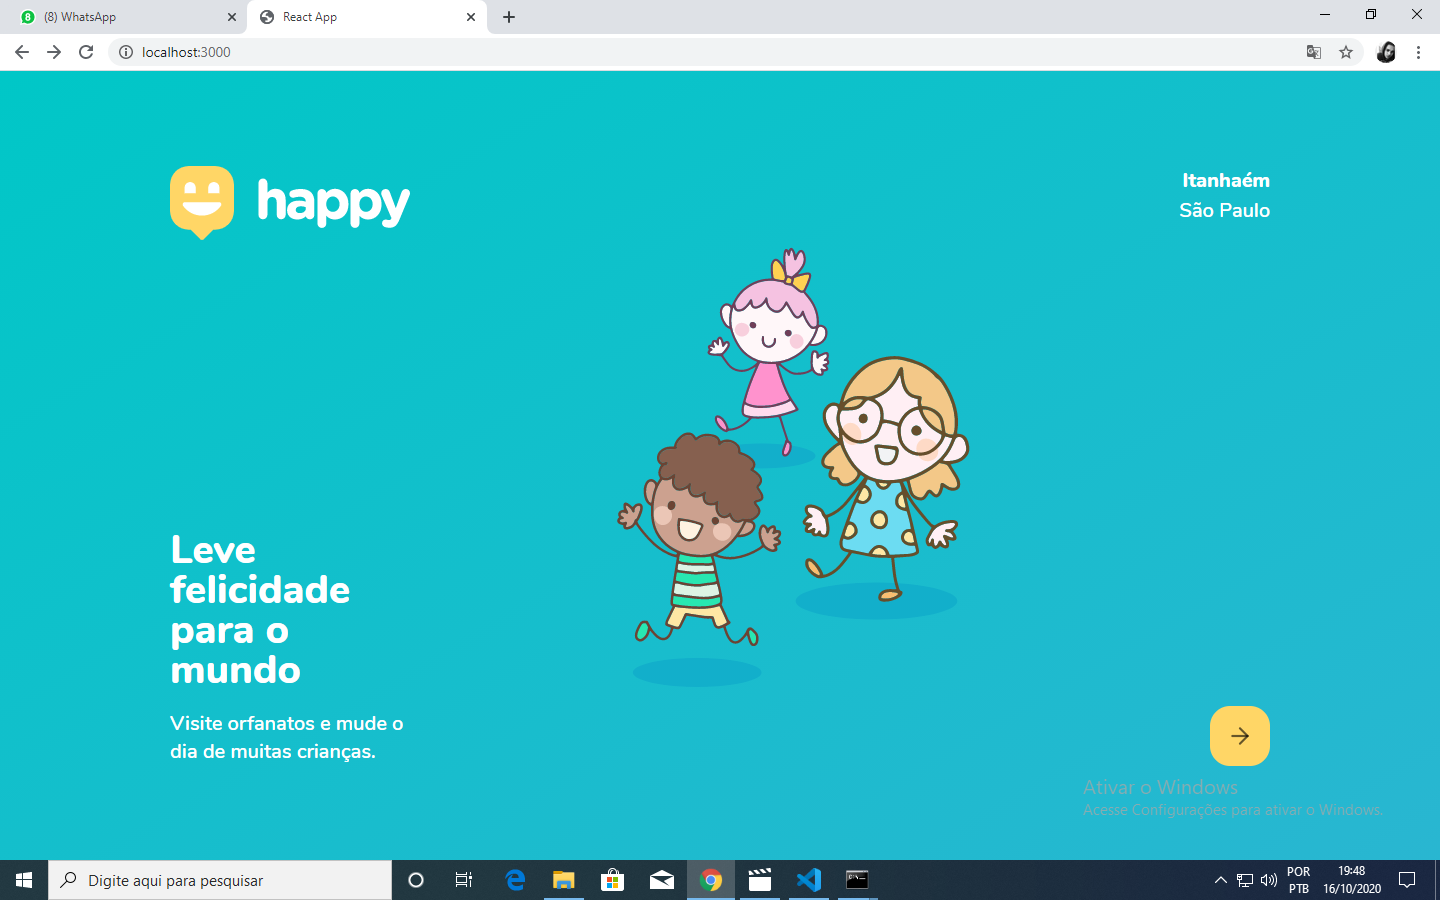 (8) WhatsApp
React App
localhost:3000
happy
Itanhaém
São Paulo
Leve
felicidade
para o
mundo
Visite orfanatos e mude o
dia de muitas crianças.
Ativar o Windows
Acesse Configurações para ativar o Windows.
Digite aqui para pesquisar
POR
PTB
19:48
16/10/2020